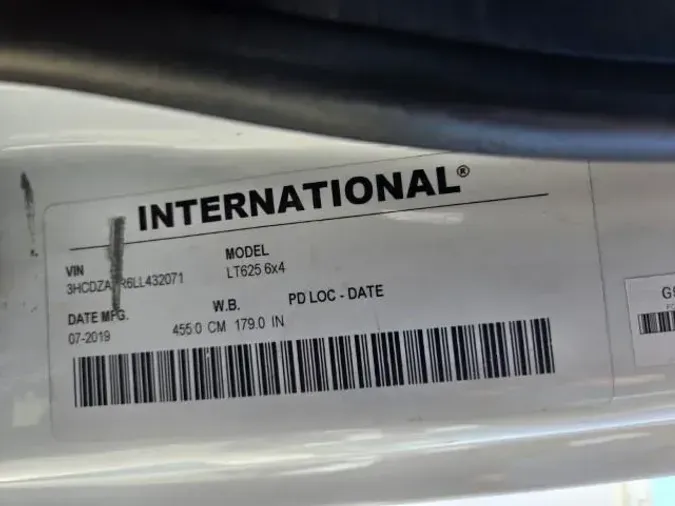 INTERNATIONAL®
VIN
MODEL
LT625 6x4
DATE MFG.
W.B.
PD LOC - DATE
07-2019
455.0 CM 179.0 IN